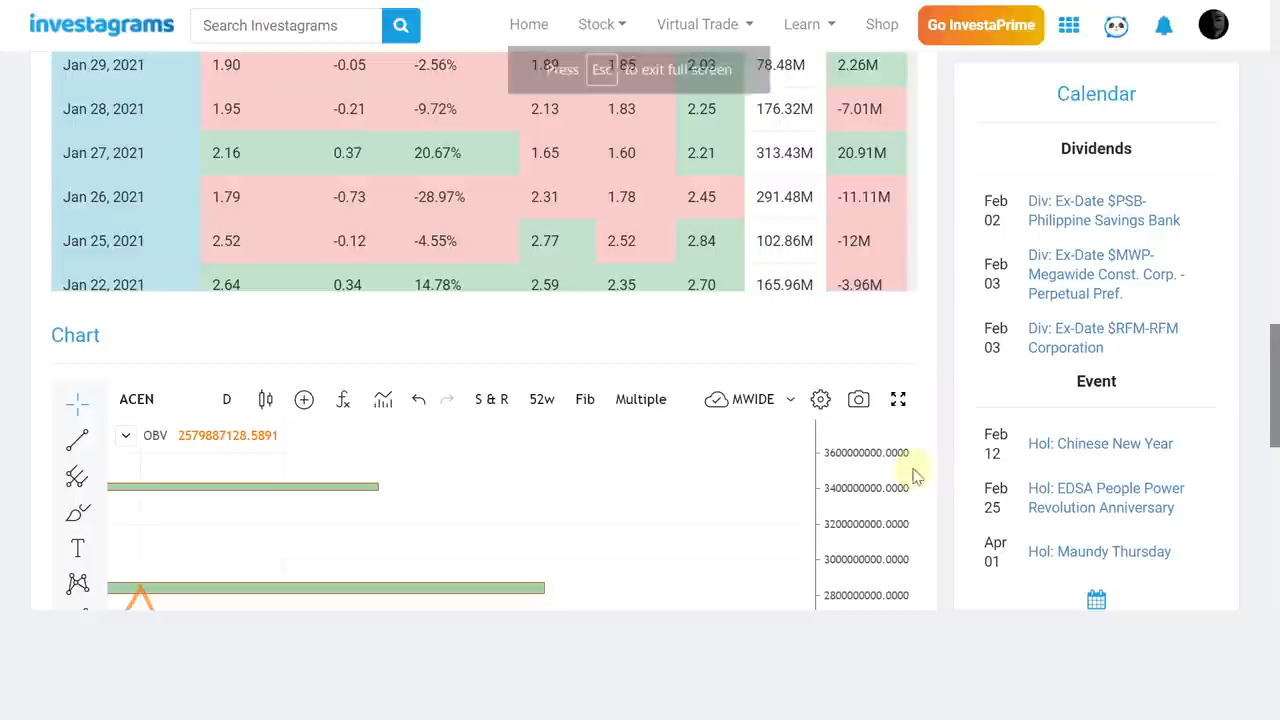 investagrams Search Investagrams Home Stock Virtual Trade Learn Shop Go InvestaPrime
Press Esc to exit full screen
Jan 29, 2021 1.90 -0.05 -2.56% 1.89 1.85 2.03 78.48M 2.26M
Jan 28, 2021 1.95 -0.21 -9.72% 2.13 1.83 2.25 176.32M -7.01M
Jan 27, 2021 2.16 0.37 20.67% 1.65 1.60 2.21 313.43M 20.91M
Jan 26, 2021 1.79 -0.73 -28.97% 2.31 1.78 2.45 291.48M -11.11M
Jan 25, 2021 2.52 -0.12 -4.55% 2.77 2.52 2.84 102.86M -12M
Jan 22, 2021 2.64 0.34 14.78% 2.59 2.35 2.70 165.96M -3.96M
Chart
ACEN D S & R 52w Fib Multiple MWIDE
OBV 2579887128.5891
T
3600000000.0000
3400000000.0000
3200000000.0000
3000000000.0000
2800000000.0000
Calendar
Dividends
Feb 02
Div: Ex-Date $PSB-
Philippine Savings Bank
Feb 03
Div: Ex-Date $MWP-
Megawide Const. Corp. -
Perpetual Pref.
Feb 03
Div: Ex-Date $RFM-RFM
Corporation
Event
Feb 12
Hol: Chinese New Year
Feb 25
Hol: EDSA People Power
Revolution Anniversary
Apr 01
Hol: Maundy Thursday